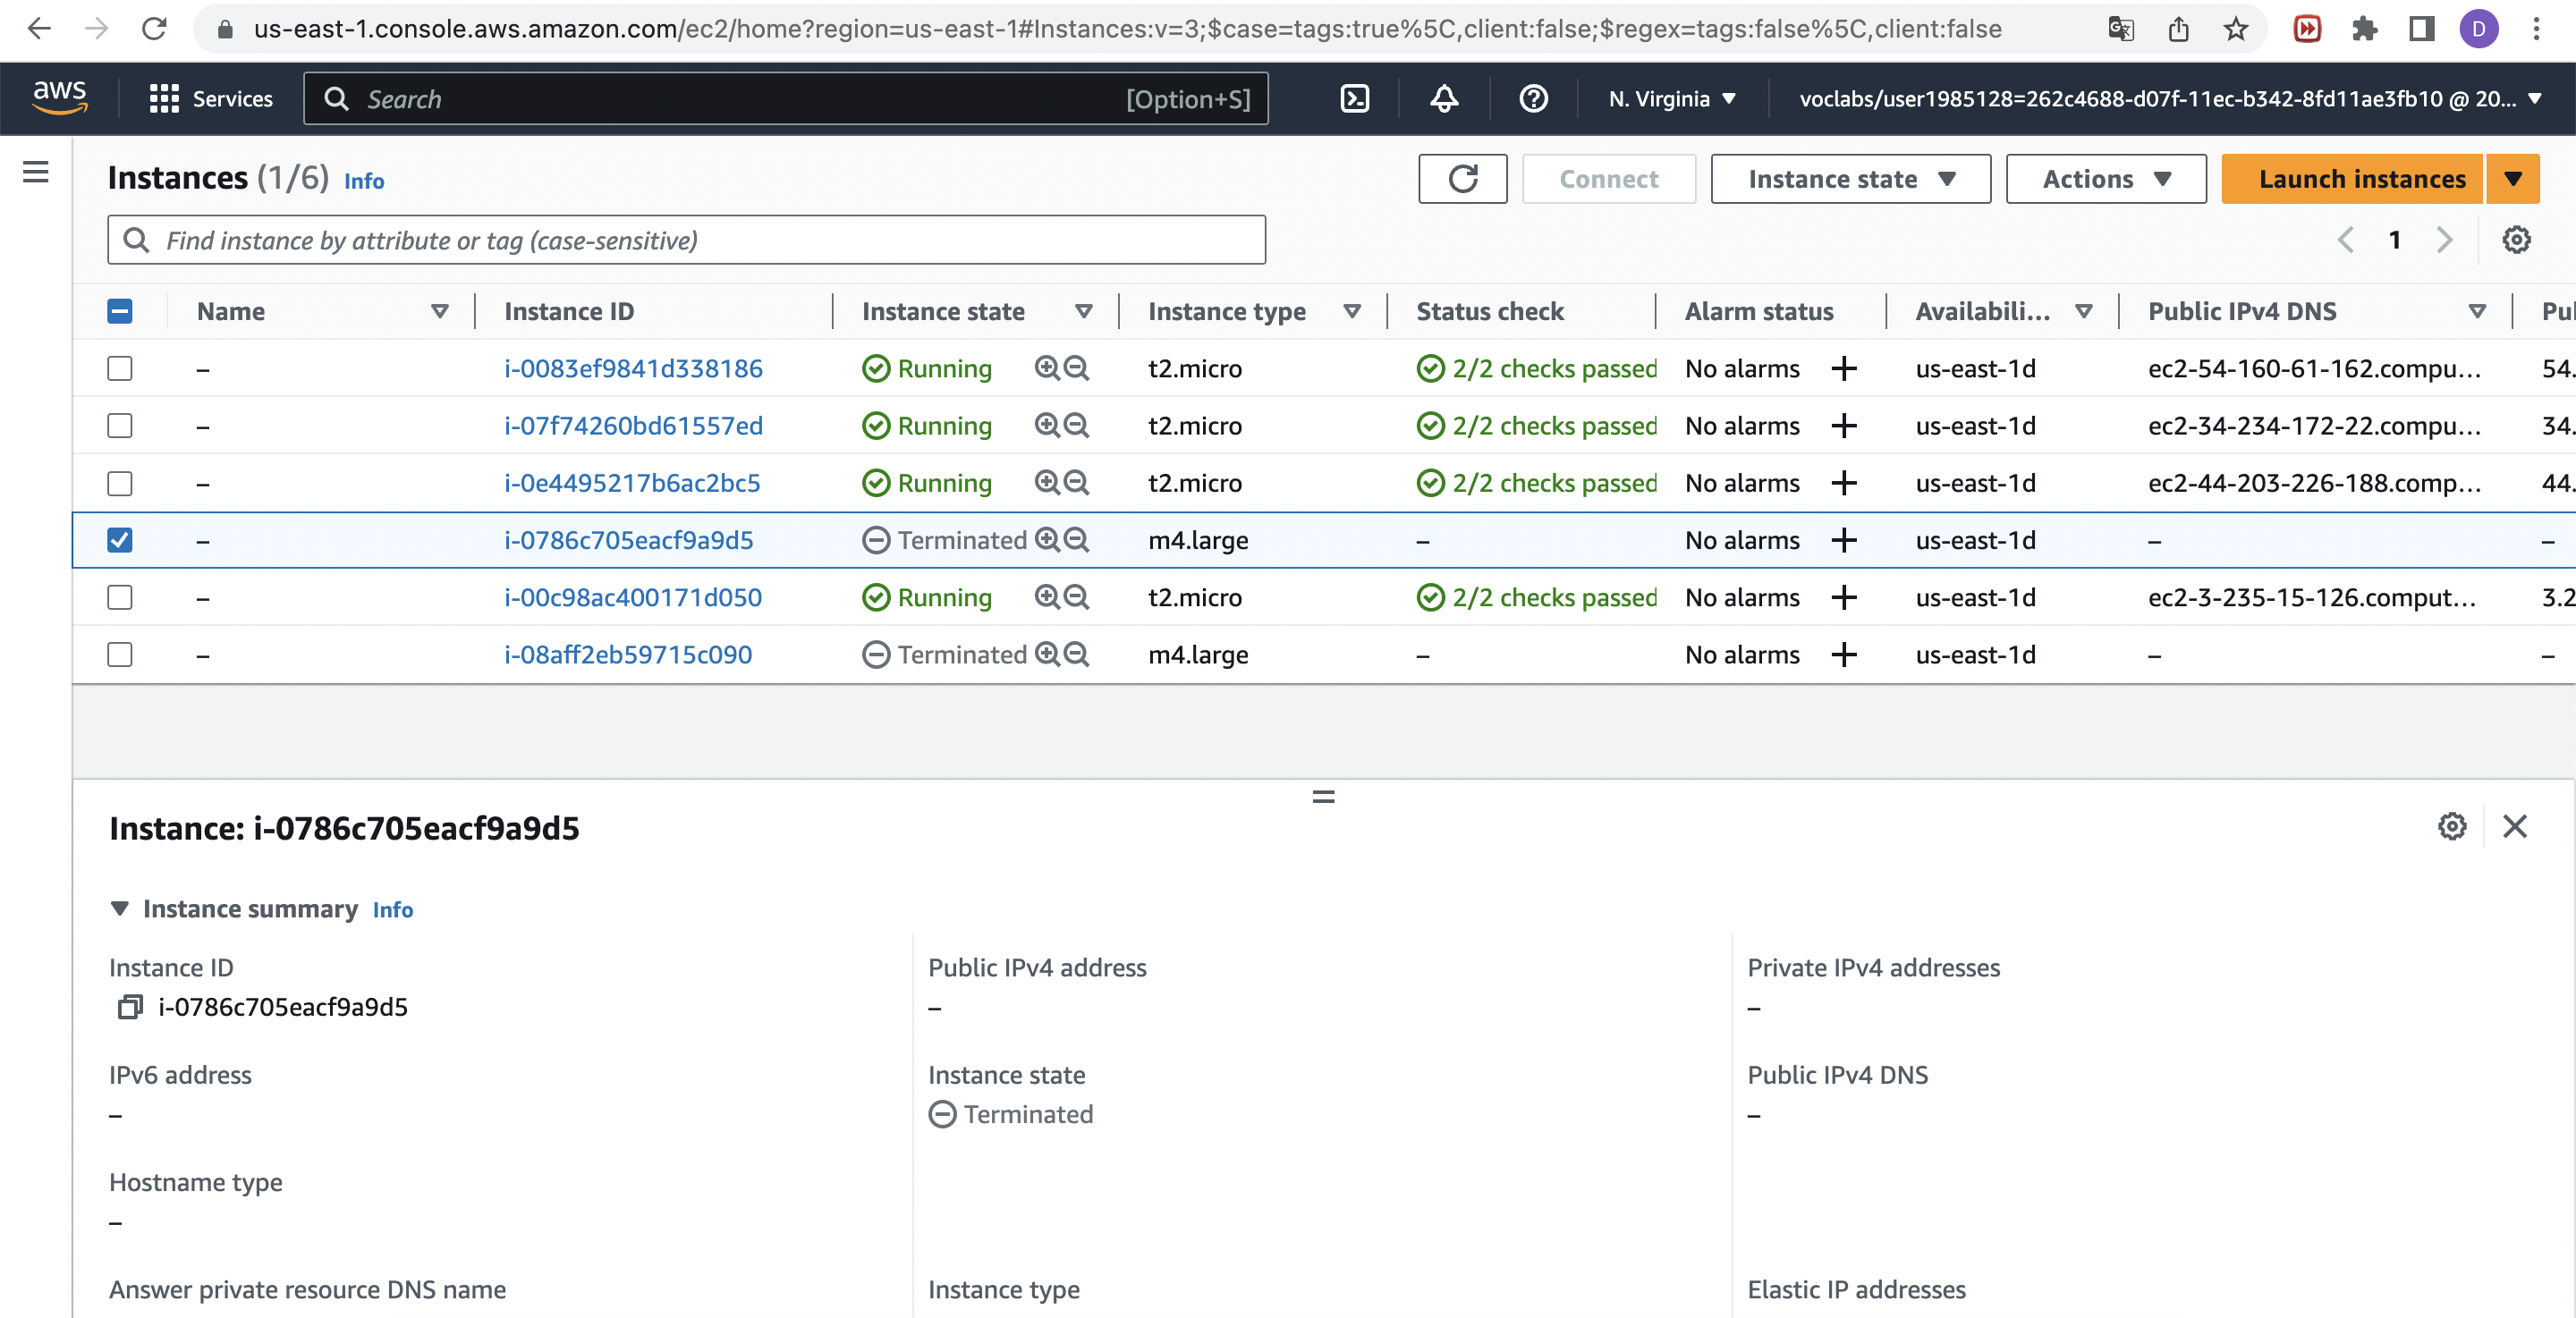 us-east-1.console.aws.amazon.com/ec2/home?region=us-east-1#Instances:v=3;$case=tags:true%5C,client:false;$regex=tags:false%5C,client:false D
aws Services Search [Option+S] N. Virginia voclabs/user1985128=262c4688-d07f-11ec-b342-8fd11ae3fb10 @ 20...
Instances (1/6) Info Connect Instance state Actions Launch instances
Find instance by attribute or tag (case-sensitive) 1
Name Instance ID Instance state Instance type Status check Alarm status Availabili... Public IPv4 DNS Pu
– i-0083ef9841d338186 Running t2.micro 2/2 checks passed No alarms + us-east-1d ec2-54-160-61-162.compu... 54.
– i-07f74260bd61557ed Running t2.micro 2/2 checks passed No alarms + us-east-1d ec2-34-234-172-22.compu... 34.
– i-0e4495217b6ac2bc5 Running t2.micro 2/2 checks passed No alarms + us-east-1d ec2-44-203-226-188.comp... 44.
– i-0786c705eacf9a9d5 Terminated m4.large – No alarms + us-east-1d – –
– i-00c98ac400171d050 Running t2.micro 2/2 checks passed No alarms + us-east-1d ec2-3-235-15-126.comput... 3.2
– i-08aff2eb59715c090 Terminated m4.large – No alarms + us-east-1d – –
Instance: i-0786c705eacf9a9d5
Instance summary Info
Instance ID Public IPv4 address Private IPv4 addresses
i-0786c705eacf9a9d5 – –
IPv6 address Instance state Public IPv4 DNS
– Terminated –
Hostname type
–
Answer private resource DNS name Instance type Elastic IP addresses